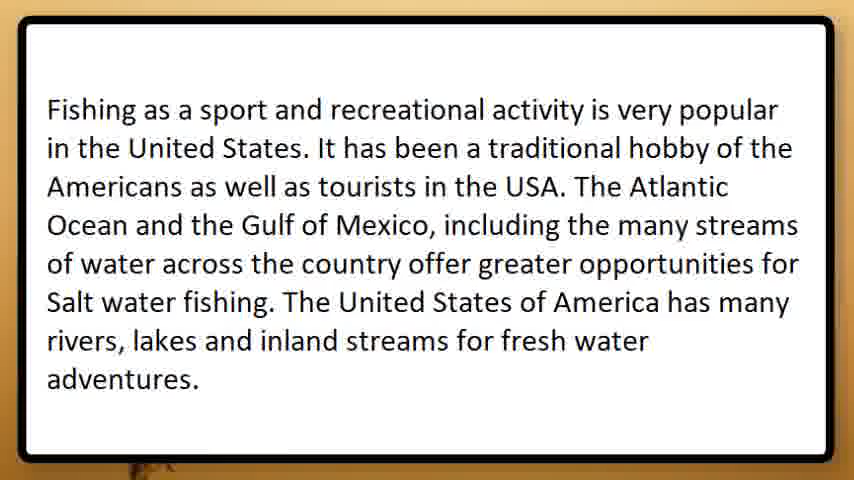 Fishing as a sport and recreational activity is very popular
in the United States. It has been a traditional hobby of the
Americans as well as tourists in the USA. The Atlantic
Ocean and the Gulf of Mexico, including the many streams
of water across the country offer greater opportunities for
Salt water fishing. The United States of America has many
rivers, lakes and inland streams for fresh water
adventures.